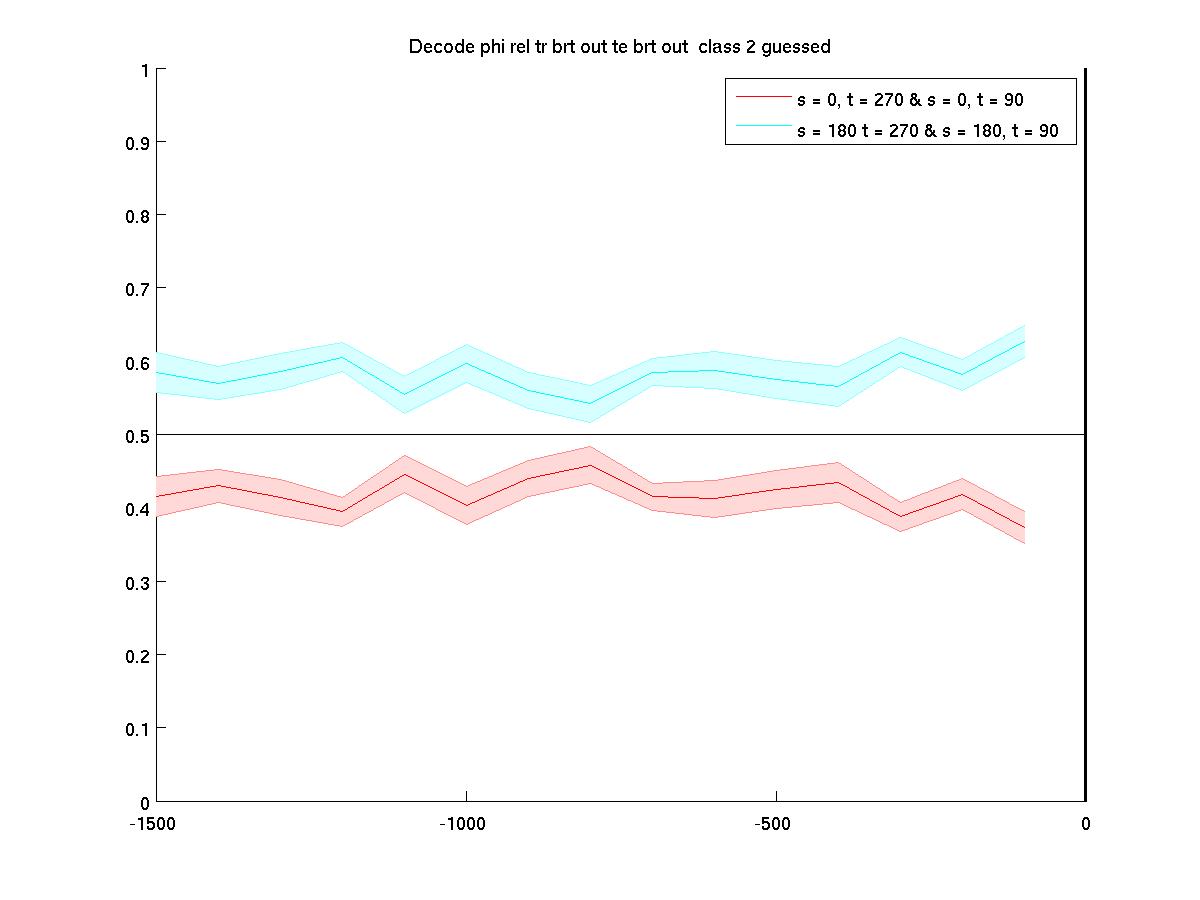 Decode phi rel tr brt out te brt out  class 2 guessed
s = 0, t = 270 & s = 0, t = 90
s = 180 t = 270 & s = 180, t = 90
1
0.9
0.8
0.7
0.6
0.5
0.4
0.3
0.2
0.1
0
-1500 -1000 -500 0